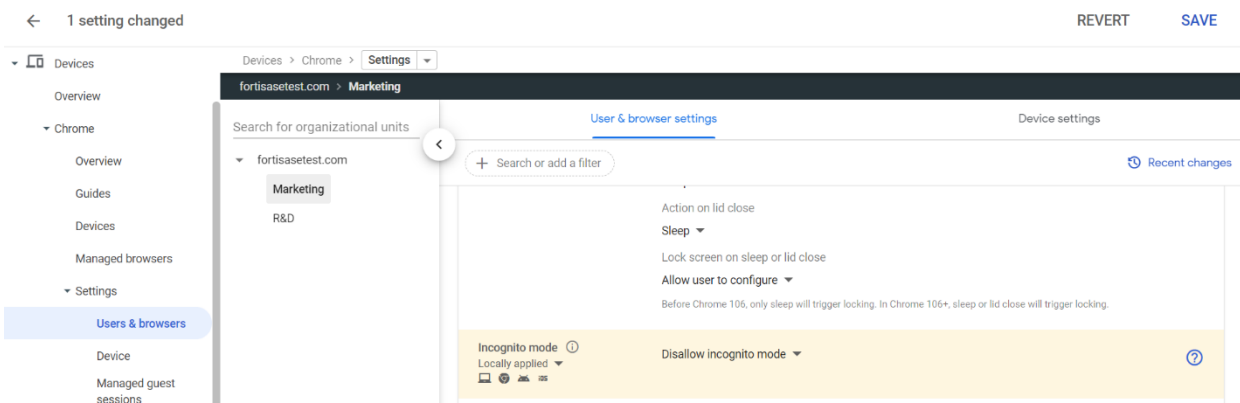 1 setting changed
REVERT
SAVE
Devices
Overview
Chrome
Overview
Guides
Devices
Managed browsers
Settings
Users & browsers
Device
Managed guest
sessions
Devices > Chrome > Settings
fortisasetest.com > Marketing
Search for organizational units
fortisasetest.com
Marketing
R&D
User & browser settings
Device settings
+ Search or add a filter
Recent changes
Action on lid close
Sleep
Lock screen on sleep or lid close
Allow user to configure
Before Chrome 106, only sleep will trigger locking. In Chrome 106+, sleep or lid close will trigger locking.
Incognito mode
Locally applied
Disallow incognito mode